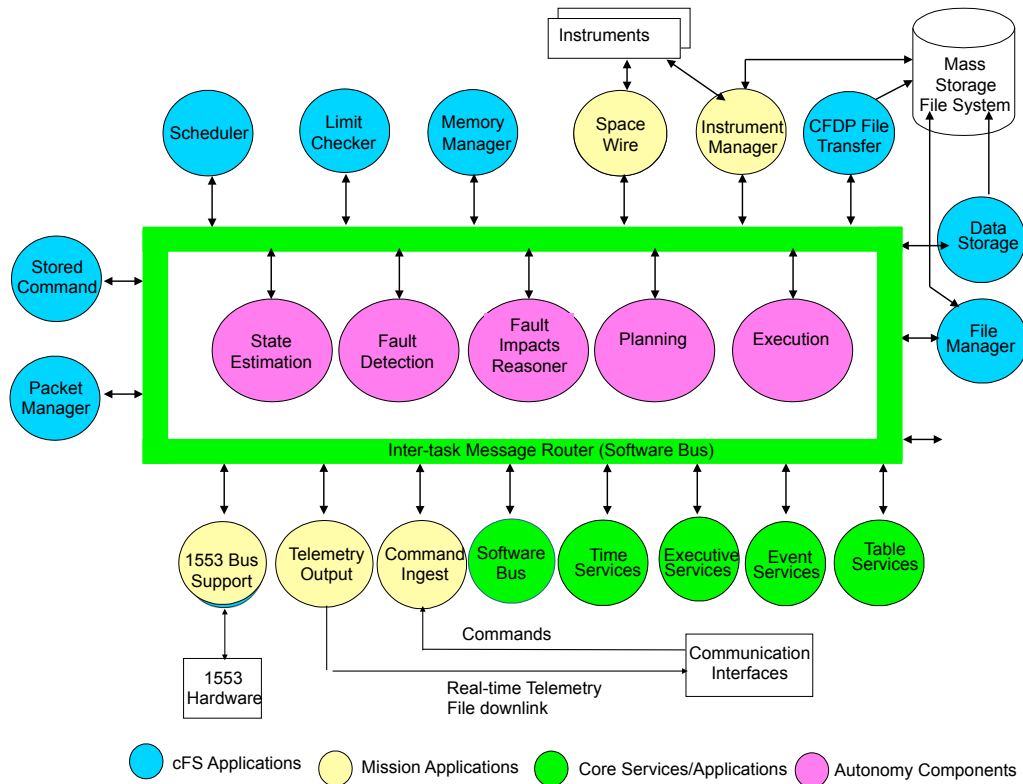 Instruments
Mass
Storage
File System
Scheduler
Limit
Checker
Memory
Manager
Space
Wire
Instrument
Manager
CFDP File
Transfer
Data
Storage
Stored
Command
State
Estimation
Fault
Detection
Fault
Impacts
Reasoner
Planning
Execution
File
Manager
Packet
Manager
Inter-task Message Router (Software Bus)
1553 Bus
Support
Telemetry
Output
Command
Ingest
Software
Bus
Time
Services
Executive
Services
Event
Services
Table
Services
Commands
Communication
Interfaces
1553
Hardware
Real-time Telemetry
File downlink
cFS Applications
Mission Applications
Core Services/Applications
Autonomy Components